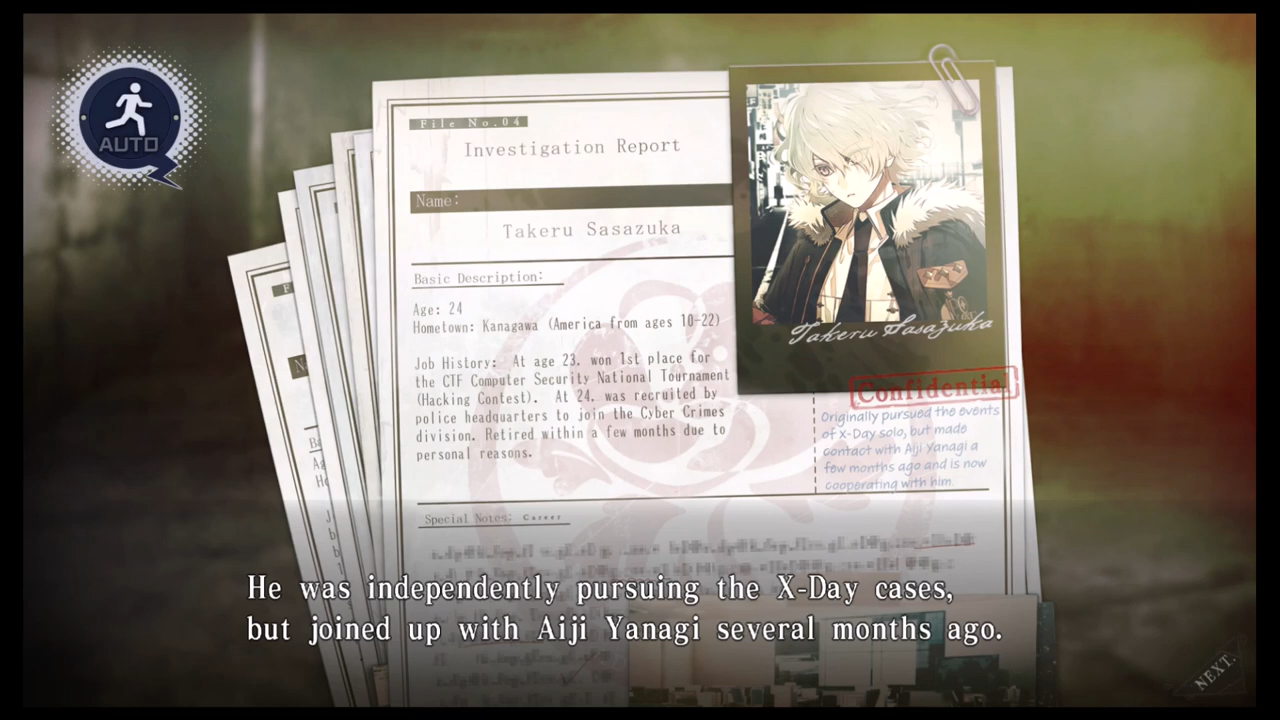 AUTO
File No.04
Investigation Report
Name:
Takeru Sasazuka
Basic Description:
Age: 24
Hometown: Kanagawa (America from ages 10-22)
Job History: At age 23, won 1st place for
the CTF Computer Security National Tournament
(Hacking Contest). At 24, was recruited by
police headquarters to join the Cyber Crimes
division. Retired within a few months due to
personal reasons.
Takeru Sasazuka
Confidential
Originally pursued the events
of X-Day solo, but made
contact with Aiji Yanagi a
few months ago and is now
cooperating with him.
Special Notes: Career
He was independently pursuing the X-Day cases,
but joined up with Aiji Yanagi several months ago.
NEXT.